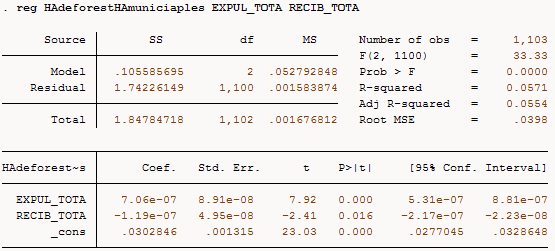 . reg HAdeforestHAmuniciaples EXPUL_TOTA RECIB_TOTA
Source SS df MS Number of obs = 1,103
F(2, 1100) = 33.33
Model .105585695 2 .052792848 Prob > F = 0.0000
Residual 1.74226149 1,100 .001583874 R-squared = 0.0571
Adj R-squared = 0.0554
Total 1.84784718 1,102 .001676812 Root MSE = .0398
HAdeforest~s Coef. Std. Err. t P>|t| [95% Conf. Interval]
EXPUL_TOTA 7.06e-07 8.91e-08 7.92 0.000 5.31e-07 8.81e-07
RECIB_TOTA -1.19e-07 4.95e-08 -2.41 0.016 -2.17e-07 -2.23e-08
_cons .0302846 .001315 23.03 0.000 .0277045 .0328648